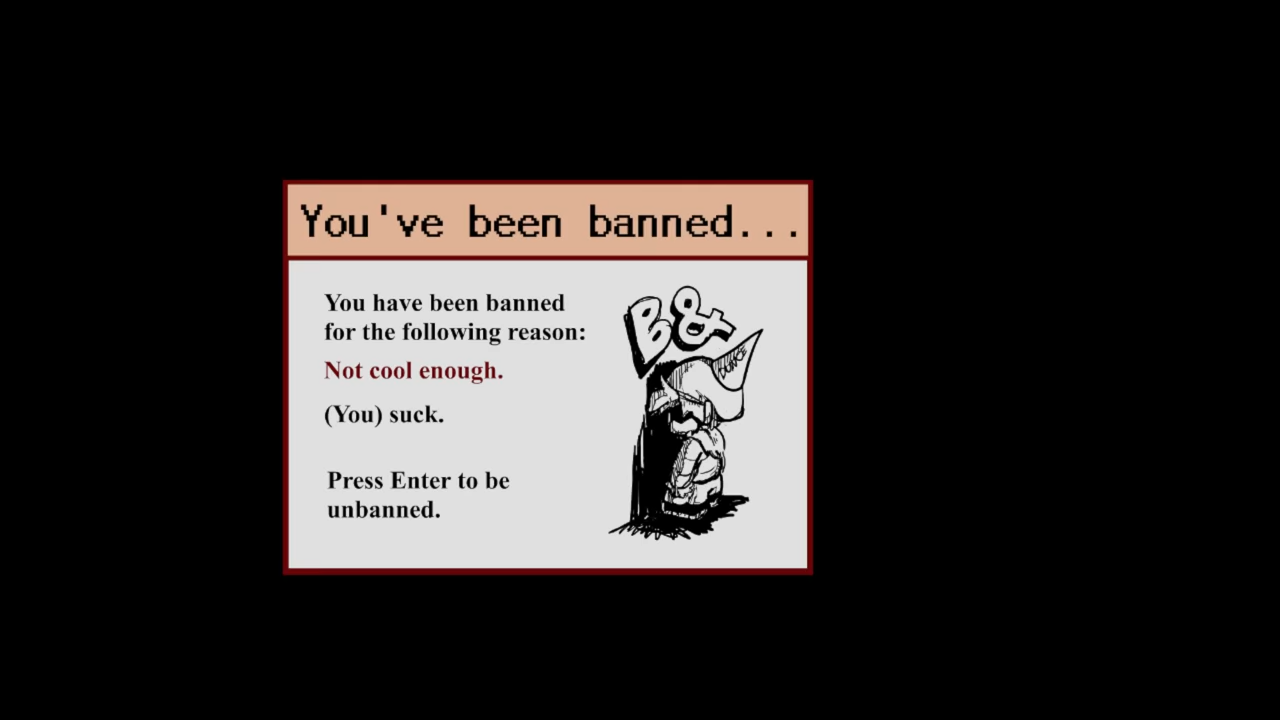 You've been banned...
You have been banned
for the following reason:
Not cool enough.
(You) suck.
Press Enter to be
unbanned.
B&
DUNCE